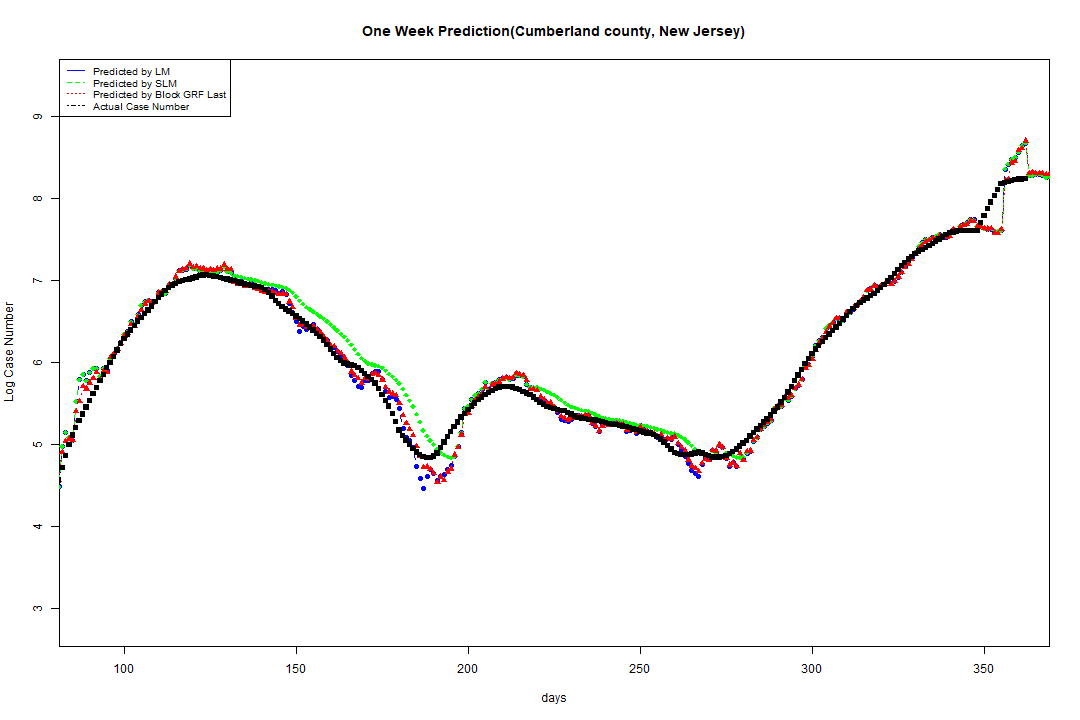 One Week Prediction(Cumberland county, New Jersey)
Predicted by LM
Predicted by SLM
Predicted by Block GRF Last
Actual Case Number
Log Case Number
9
8
7
6
5
4
3
100 150 200 250 300 350
days